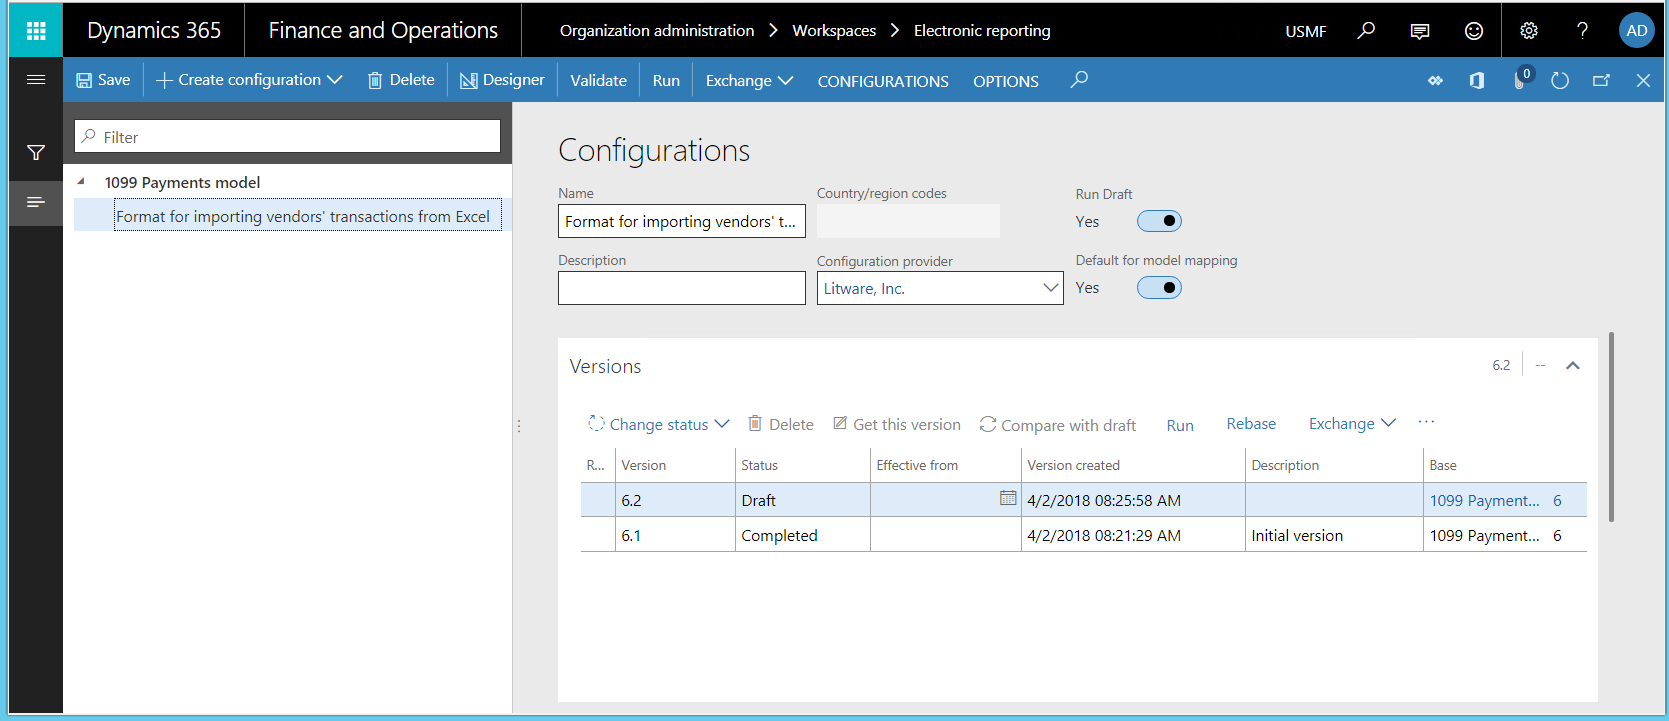 Dynamics 365 Finance and Operations Organization administration Workspaces Electronic reporting USMF ? AD
Save Create configuration Delete Designer Validate Run Exchange CONFIGURATIONS OPTIONS 0
Filter
1099 Payments model
Format for importing vendors' transactions from Excel
Configurations
Name Country/region codes Run Draft
Format for importing vendors' t... Yes
Description Configuration provider Default for model mapping
Litware, Inc. Yes
Versions 6.2 --
Change status Delete Get this version Compare with draft Run Rebase Exchange ...
R... Version Status Effective from Version created Description Base
6.2 Draft 4/2/2018 08:25:58 AM 1099 Payment... 6
6.1 Completed 4/2/2018 08:21:29 AM Initial version 1099 Payment... 6